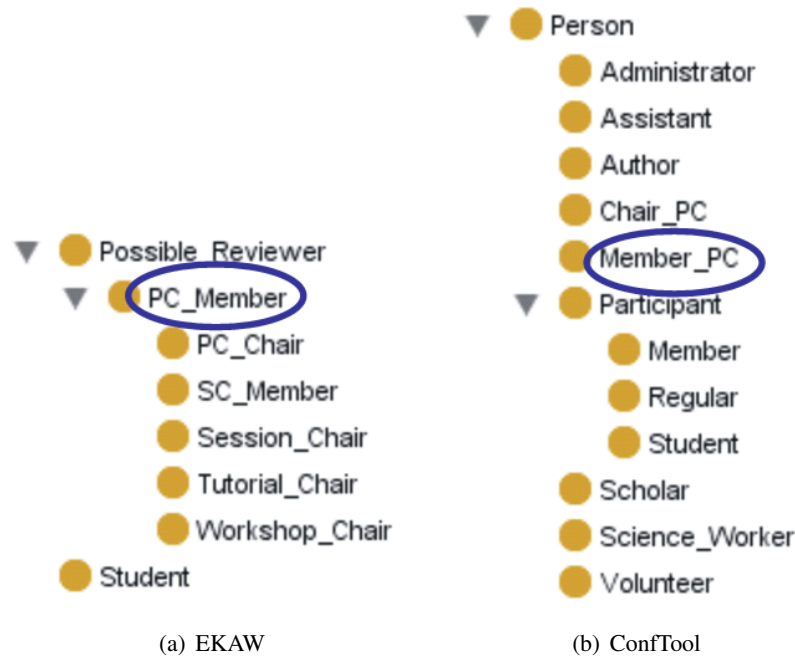 Possible_Reviewer
PC_Member
PC_Chair
SC_Member
Session_Chair
Tutorial_Chair
Workshop_Chair
Student
(a) EKAW
Person
Administrator
Assistant
Author
Chair_PC
Member_PC
Participant
Member
Regular
Student
Scholar
Science_Worker
Volunteer
(b) ConfTool